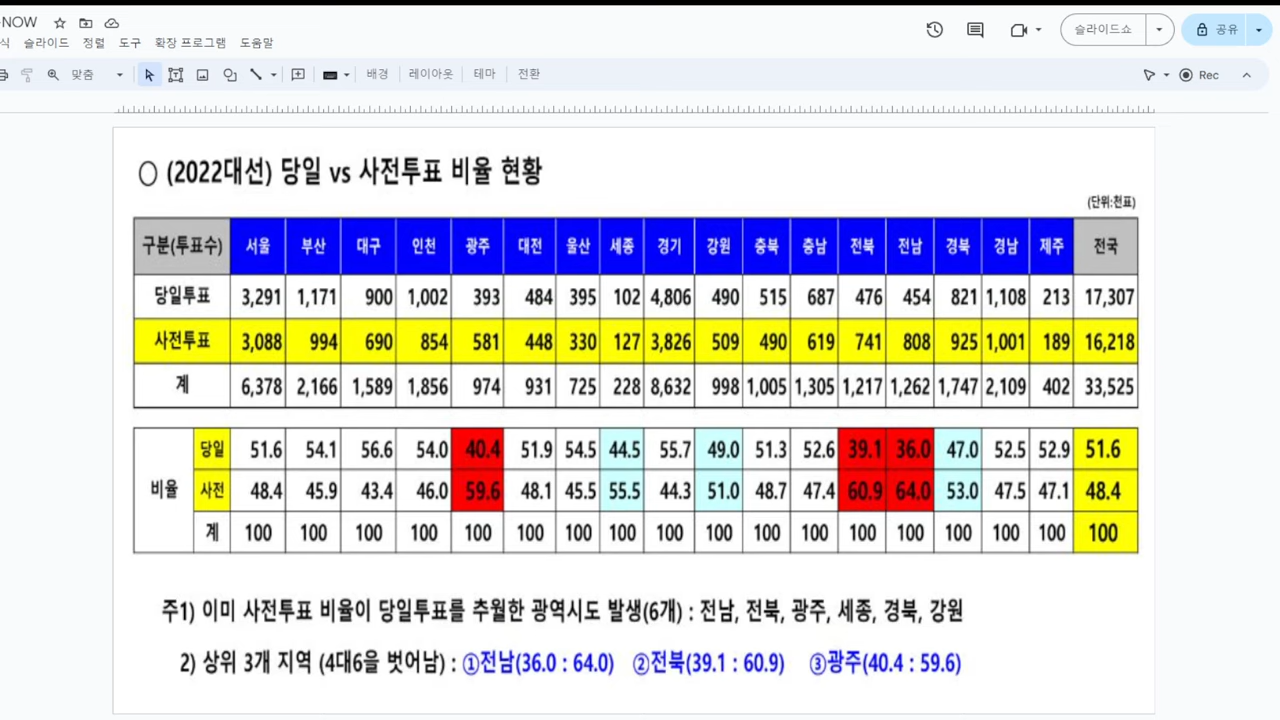 -NOW
식 슬라이드 정렬 도구 확장 프로그램 도움말
슬라이드쇼
공유
맞춤
배경 레이아웃 테마 전환
Rec
○ (2022대선) 당일 vs 사전투표 비율 현황
(단위:천표)
구분(투표수) 서울 부산 대구 인천 광주 대전 울산 세종 경기 강원 충북 충남 전북 전남 경북 경남 제주 전국
당일투표 3,291 1,171 900 1,002 393 484 395 102 4,806 490 515 687 476 454 821 1,108 213 17,307
사전투표 3,088 994 690 854 581 448 330 127 3,826 509 490 619 741 808 925 1,001 189 16,218
계 6,378 2,166 1,589 1,856 974 931 725 228 8,632 998 1,005 1,305 1,217 1,262 1,747 2,109 402 33,525
당일 51.6 54.1 56.6 54.0 40.4 51.9 54.5 44.5 55.7 49.0 51.3 52.6 39.1 36.0 47.0 52.5 52.9 51.6
비율 사전 48.4 45.9 43.4 46.0 59.6 48.1 45.5 55.5 44.3 51.0 48.7 47.4 60.9 64.0 53.0 47.5 47.1 48.4
계 100 100 100 100 100 100 100 100 100 100 100 100 100 100 100 100 100 100
주1) 이미 사전투표 비율이 당일투표를 추월한 광역시도 발생(6개) : 전남, 전북, 광주, 세종, 경북, 강원
2) 상위 3개 지역 (4대6을 벗어남) : ①전남(36.0 : 64.0) ②전북(39.1 : 60.9) ③광주(40.4 : 59.6)